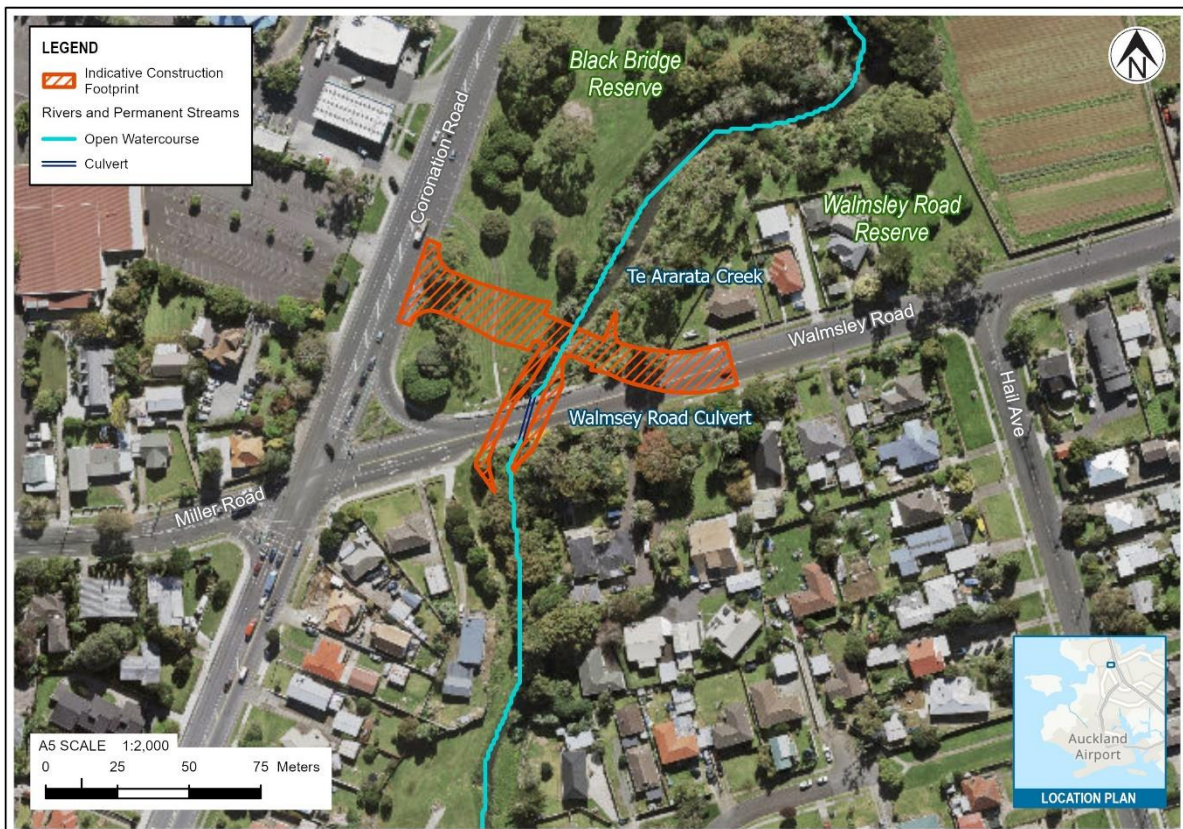 LEGEND
Indicative Construction
Footprint
Rivers and Permanent Streams
Open Watercourse
Culvert
Black Bridge
Reserve
N
Coronation Road
Walmsley Road
Reserve
Te Ararata Creek
Walmsley Road
Walmsey Road Culvert
Hail Ave
Miller Road
A5 SCALE 1:2,000
0 25 50 75 Meters
Auckland
Airport
LOCATION PLAN